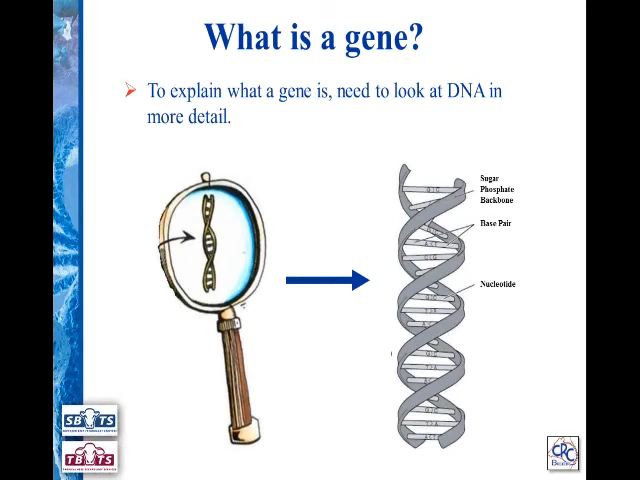 What is a gene?
To explain what a gene is, need to look at DNA in
more detail.
Sugar
Phosphate
Backbone
Base Pair
Nucleotide
SBTS
TBTS
CRC